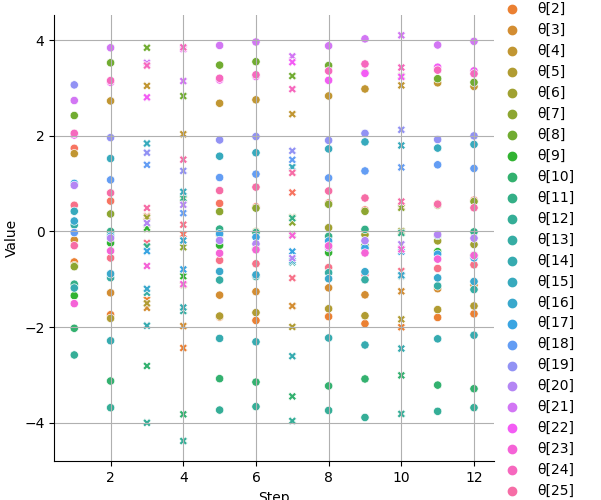 4
2
0
−2
−4
Value
2
4
6
8
10
12
Step
θ[2]
θ[3]
θ[4]
θ[5]
θ[6]
θ[7]
θ[8]
θ[9]
θ[10]
θ[11]
θ[12]
θ[13]
θ[14]
θ[15]
θ[16]
θ[17]
θ[18]
θ[19]
θ[20]
θ[21]
θ[22]
θ[23]
θ[24]
θ[25]